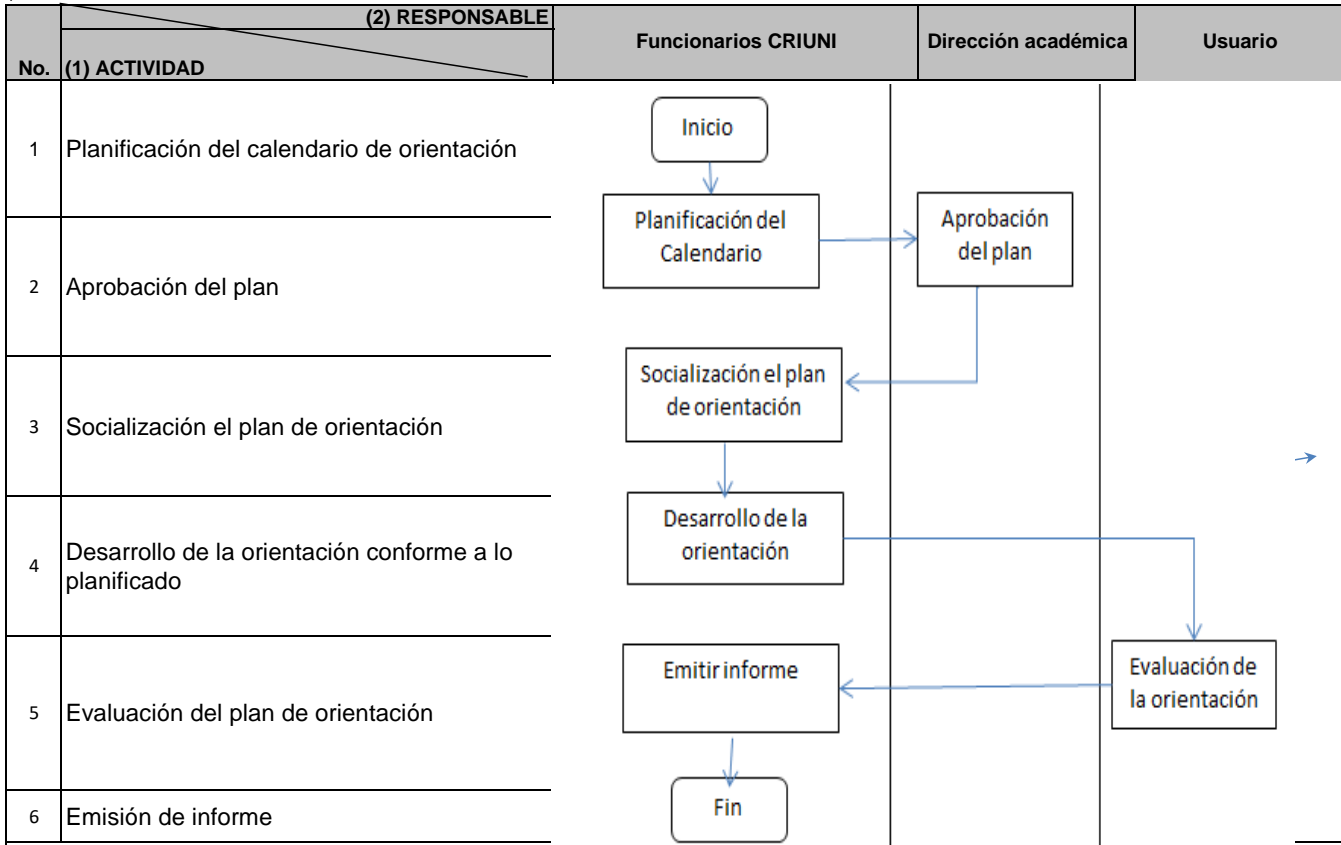 (2) RESPONSABLE
No. (1) ACTIVIDAD
Funcionarios CRIUNI
Dirección académica
Usuario
1 Planificación del calendario de orientación
2 Aprobación del plan
3 Socialización el plan de orientación
4 Desarrollo de la orientación conforme a lo
planificado
5 Evaluación del plan de orientación
6 Emisión de informe
Inicio
Planificación del
Calendario
Aprobación
del plan
Socialización el plan
de orientación
Desarrollo de la
orientación
Evaluación de
la orientación
Emitir informe
Fin